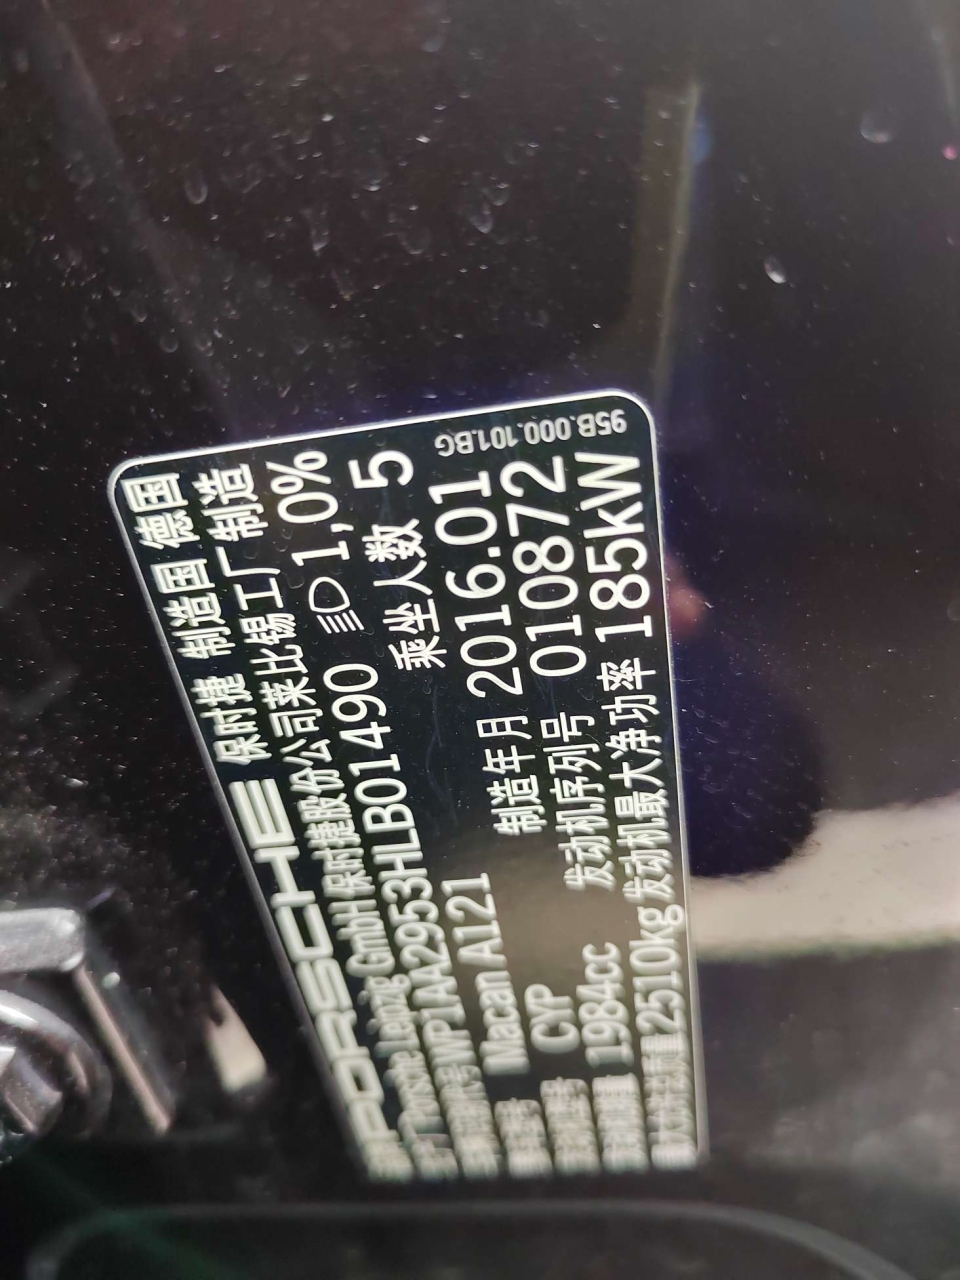 PORSCHE 保时捷 制造国 德国
Porsche Leipzig GmbH 保时捷股份公司莱比锡工厂制造
WP1AA2953HLB01490 1,0%
Macan A121 乘坐人数 5
CYP 制造年月 2016.01
1984cc 发动机序列号 010872
2510kg 发动机最大净功率 185kW
95B.000.101.BG